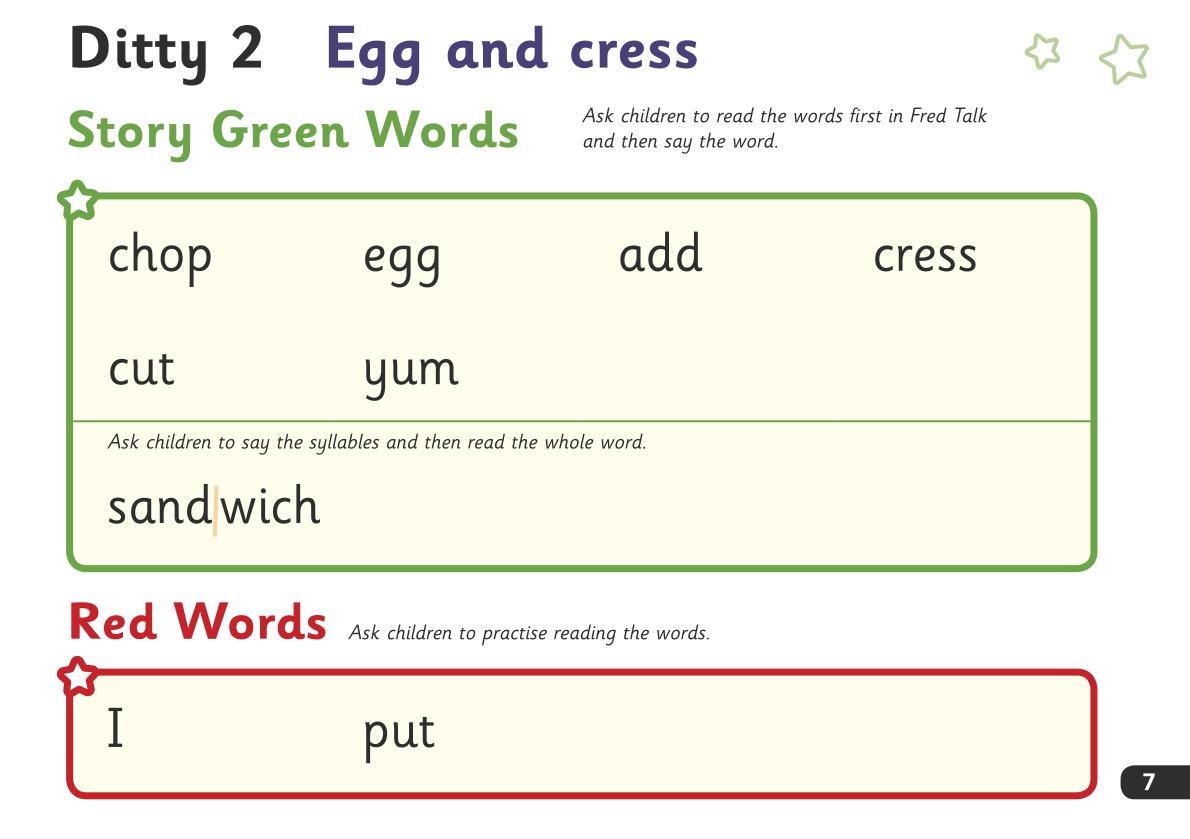 Ditty 2 Egg and cress
Story Green Words
Ask children to read the words first in Fred Talk
and then say the word.
chop egg add cress
cut yum
Ask children to say the syllables and then read the whole word.
sand|wich
Red Words Ask children to practise reading the words.
I put
7